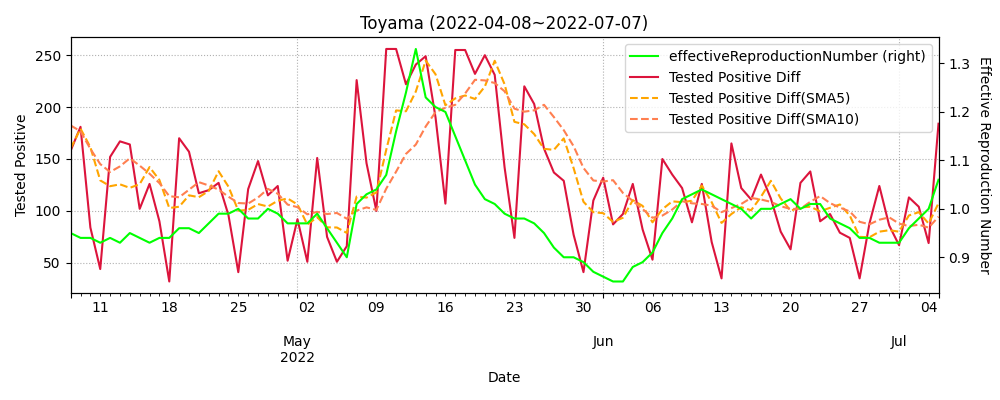 Toyama (2022-04-08~2022-07-07)
effectiveReproductionNumber (right)
Tested Positive Diff
Tested Positive Diff(SMA5)
Tested Positive Diff(SMA10)
Tested Positive
250
200
150
100
50
Effective Reproduction Number
1.3
1.2
1.1
1.0
0.9
11 18 25 02 09 16 23 30 06 13 20 27 04
May Jun Jul
2022
Date